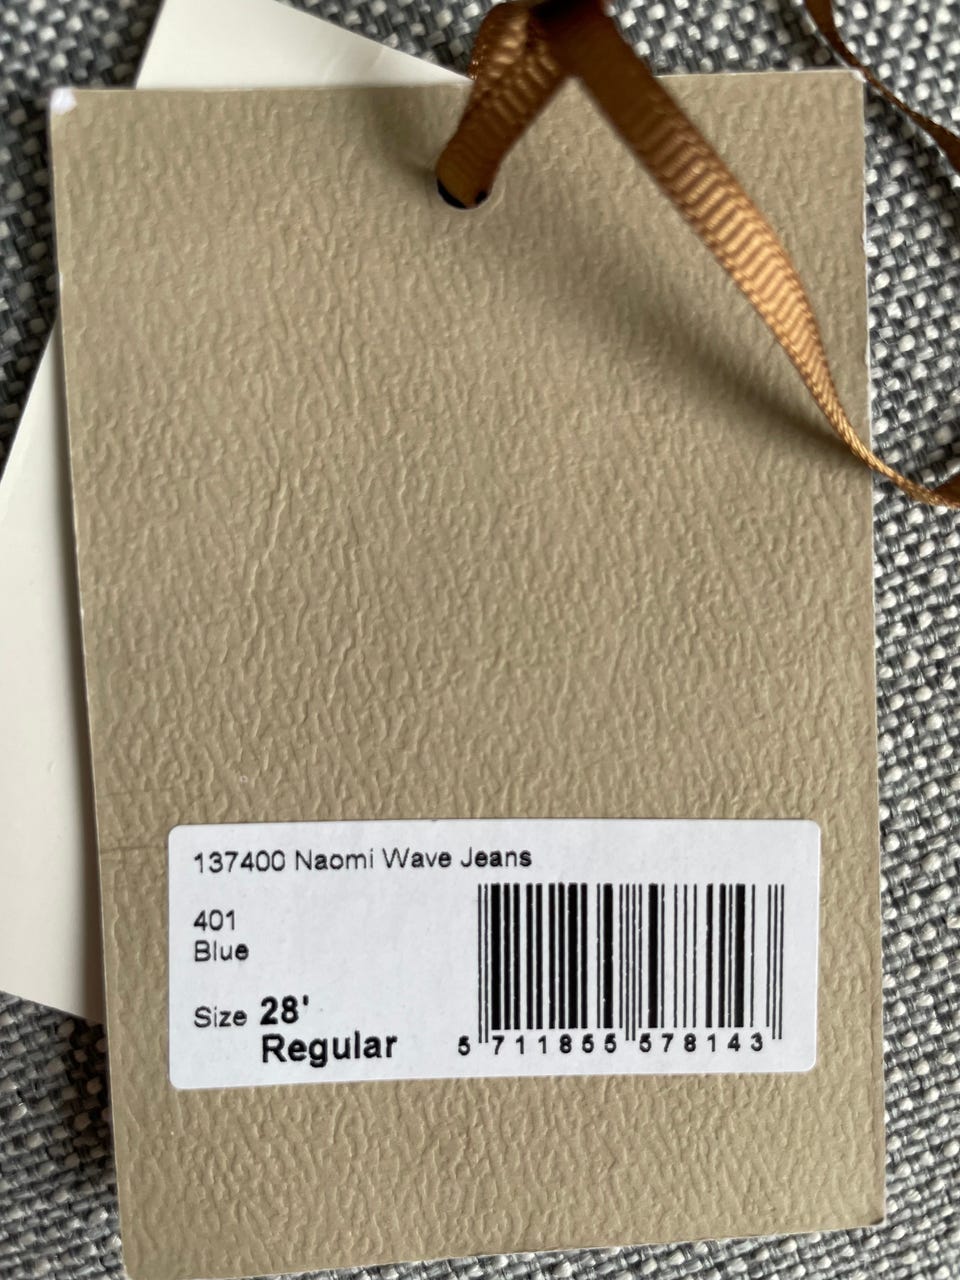 137400 Naomi Wave Jeans
401
Blue
Size 28'
Regular
5 711855 578143